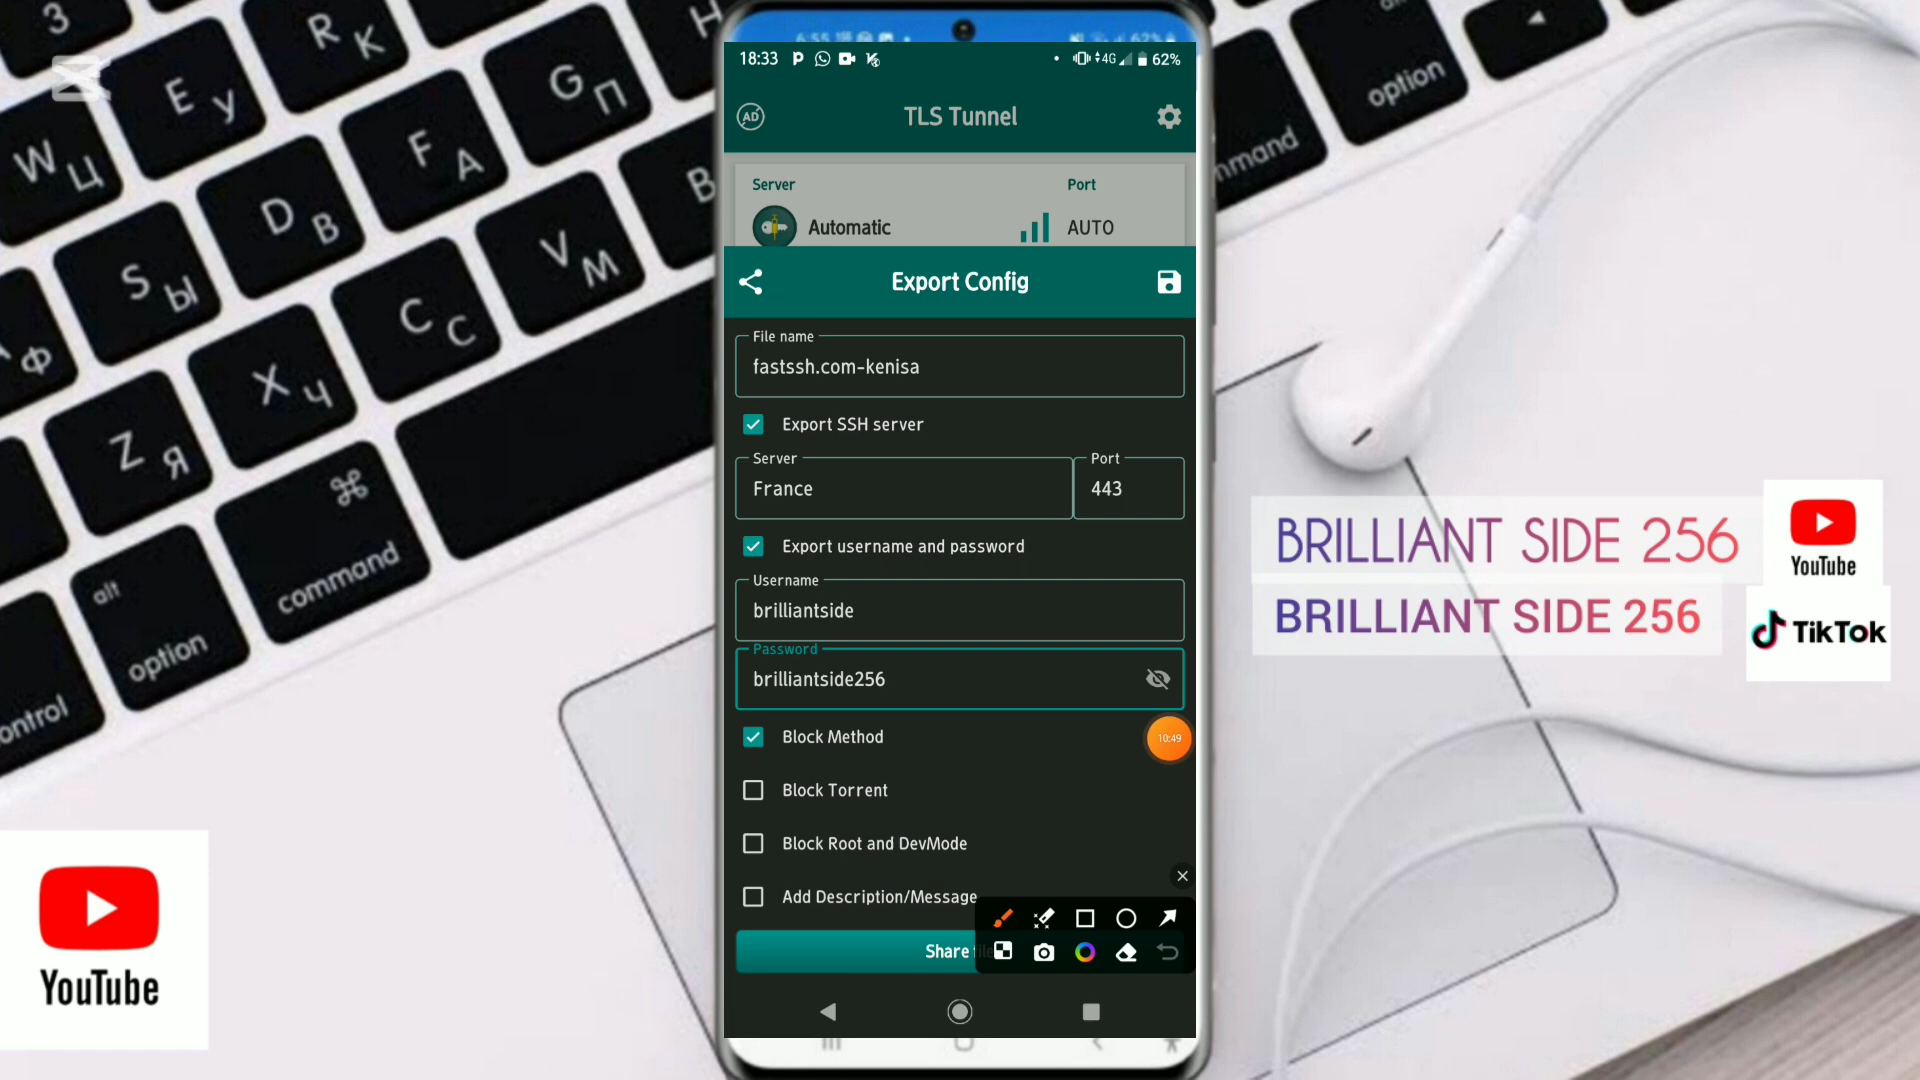 18:33
4G
62%
AD
TLS Tunnel
Server
Port
Automatic
AUTO
Export Config
File name
fastssh.com-kenisa
Export SSH server
Server
Port
France
443
Export username and password
Username
brilliantside
Password
brilliantside256
Block Method
10:49
Block Torrent
Block Root and DevMode
Add Description/Message
Share
BRILLIANT SIDE 256
YouTube
BRILLIANT SIDE 256
TikTok
YouTube
З
R К
E У
G П
W Ц
F А
D В
S Ы
V М
Ф
C С
X Ч
Z Я
⌘
command
alt
option
option